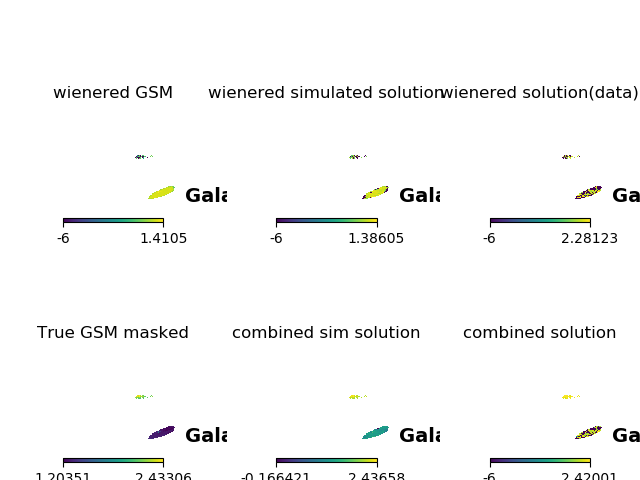 wienered GSM wienered simulated solution wienered solution(data)
Gala Gala Ga
-6 1.4105 -6 1.38605 -6 2.28123
True GSM masked combined sim solution combined solution
Gala Gala Ga
1.20351 2.43306 -0.166421 2.43658 -6 2.42001